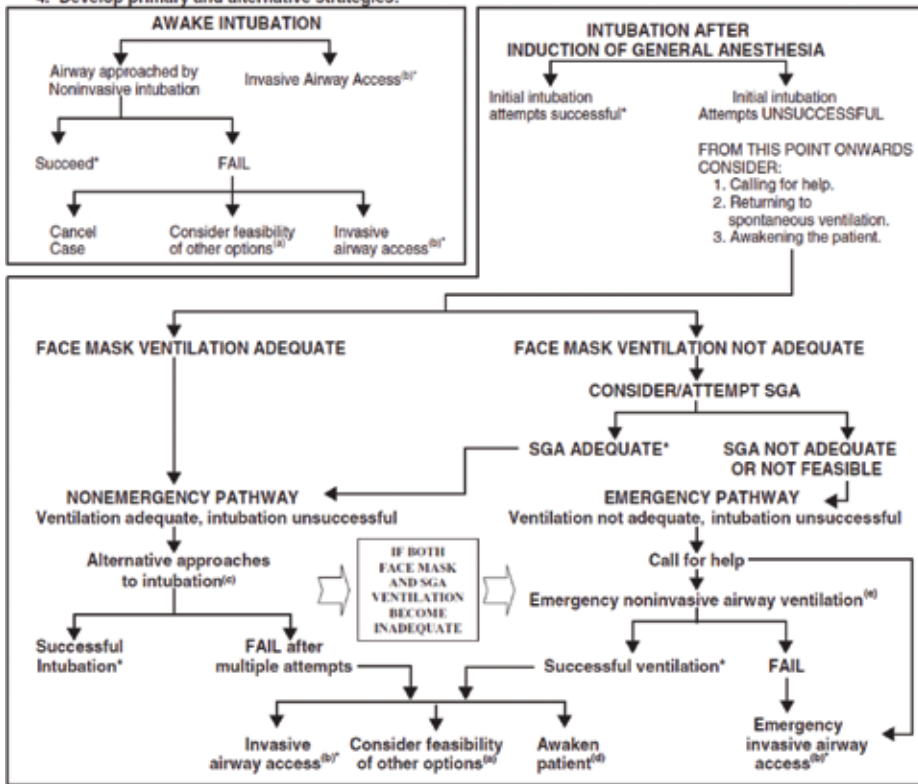 4. Develop primary and alternative strategies:
AWAKE INTUBATION
Airway approached by
Noninvasive intubation
Invasive Airway Access(b)*
Succeed*
FAIL
Cancel
Case
Consider feasibility
of other options(a)
Invasive
airway access(b)*
INTUBATION AFTER
INDUCTION OF GENERAL ANESTHESIA
Initial intubation
attempts successful*
Initial intubation
Attempts UNSUCCESSFUL
FROM THIS POINT ONWARDS
CONSIDER:
1. Calling for help.
2. Returning to
spontaneous ventilation.
3. Awakening the patient.
FACE MASK VENTILATION ADEQUATE
FACE MASK VENTILATION NOT ADEQUATE
CONSIDER/ATTEMPT SGA
SGA ADEQUATE*
SGA NOT ADEQUATE
OR NOT FEASIBLE
NONEMERGENCY PATHWAY
Ventilation adequate, intubation unsuccessful
EMERGENCY PATHWAY
Ventilation not adequate, intubation unsuccessful
Alternative approaches
to intubation(c)
IF BOTH
FACE MASK
AND SGA
VENTILATION
BECOME
INADEQUATE
Call for help
Emergency noninvasive airway ventilation(e)
Successful
Intubation*
FAIL after
multiple attempts
Successful ventilation*
FAIL
Invasive
airway access(b)*
Consider feasibility
of other options(a)
Awaken
patient(d)
Emergency
invasive airway
access(b)*